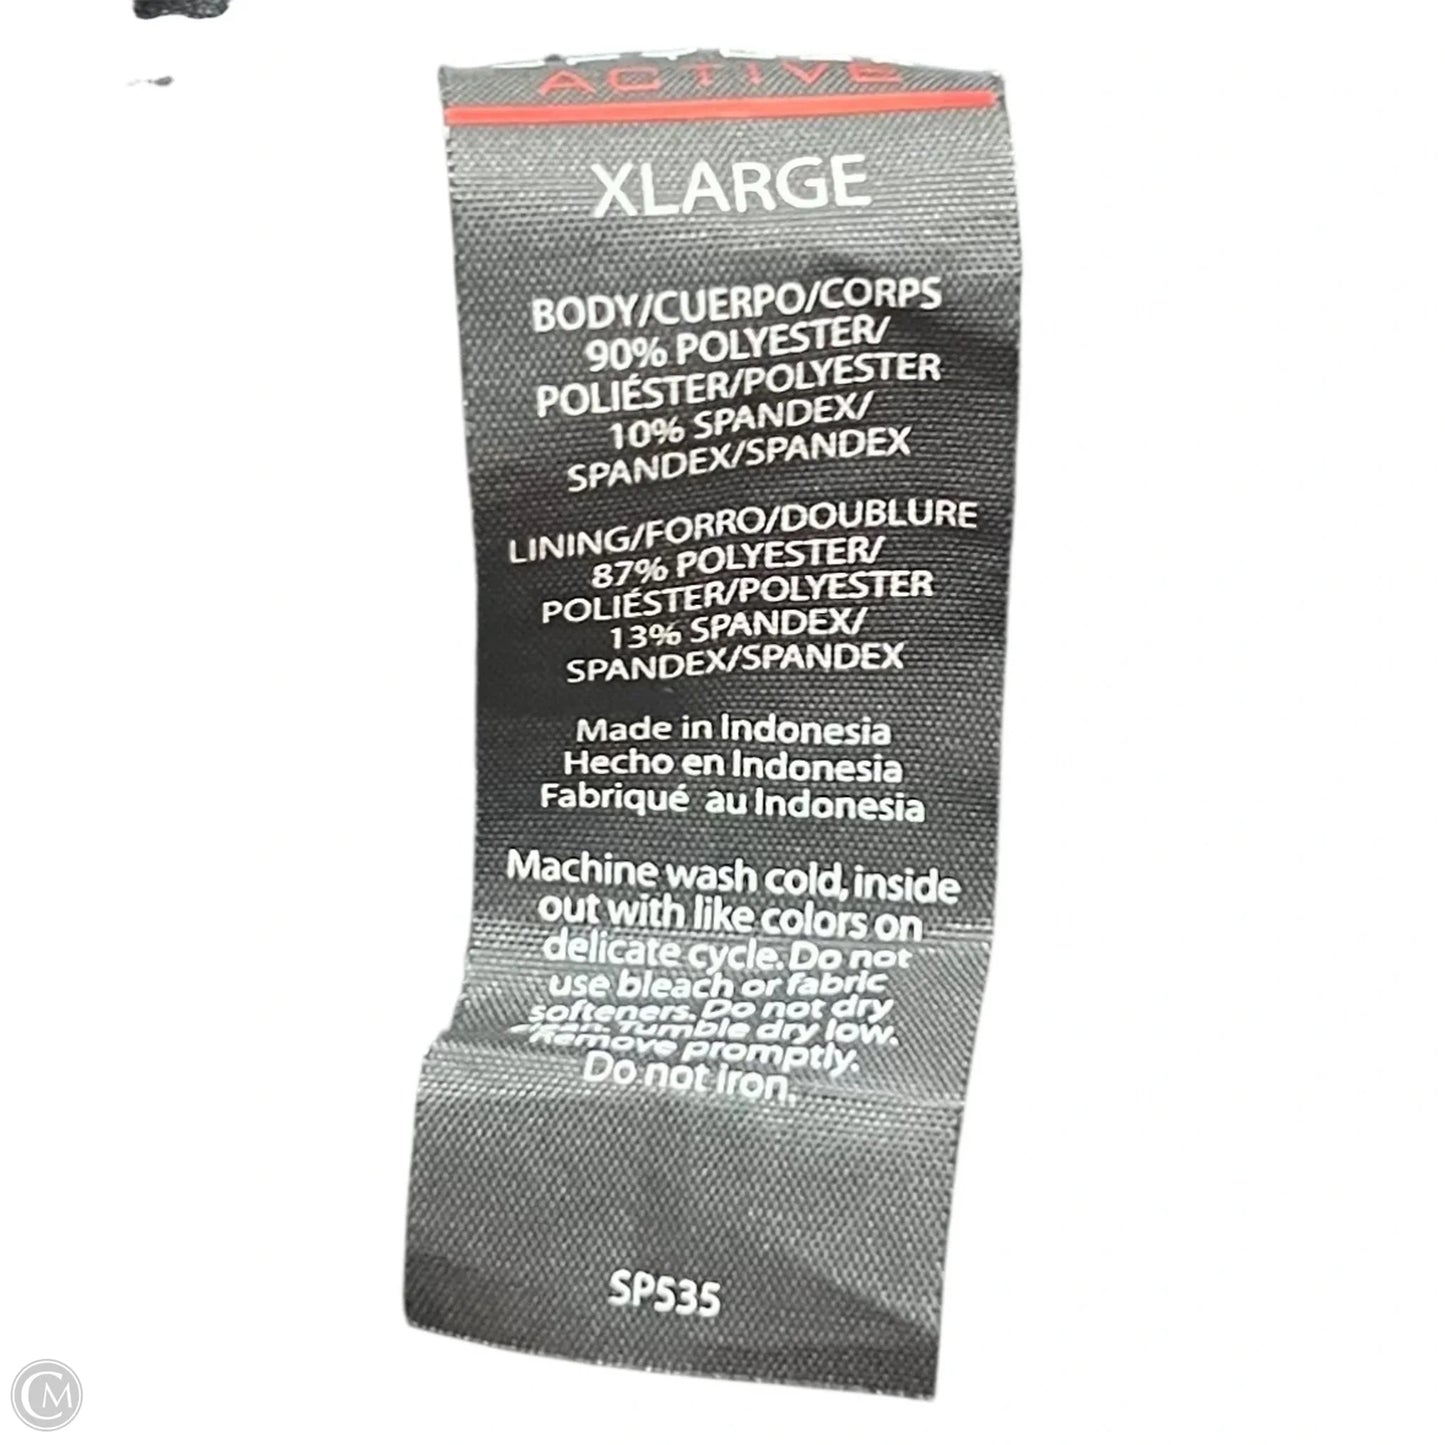 ACTIVE
XLARGE
BODY/CUERPO/CORPS
90% POLYESTER/
POLIÉSTER/POLYESTER
10% SPANDEX/
SPANDEX/SPANDEX
LINING/FORRO/DOUBLURE
87% POLYESTER/
POLIÉSTER/POLYESTER
13% SPANDEX/
SPANDEX/SPANDEX
Made in Indonesia
Hecho en Indonesia
Fabriqué au Indonesia
Machine wash cold, inside
out with like colors on
delicate cycle. Do not
use bleach or fabric
softeners. Do not dry
clean. Tumble dry low.
Remove promptly.
Do not iron.
SP535
CM